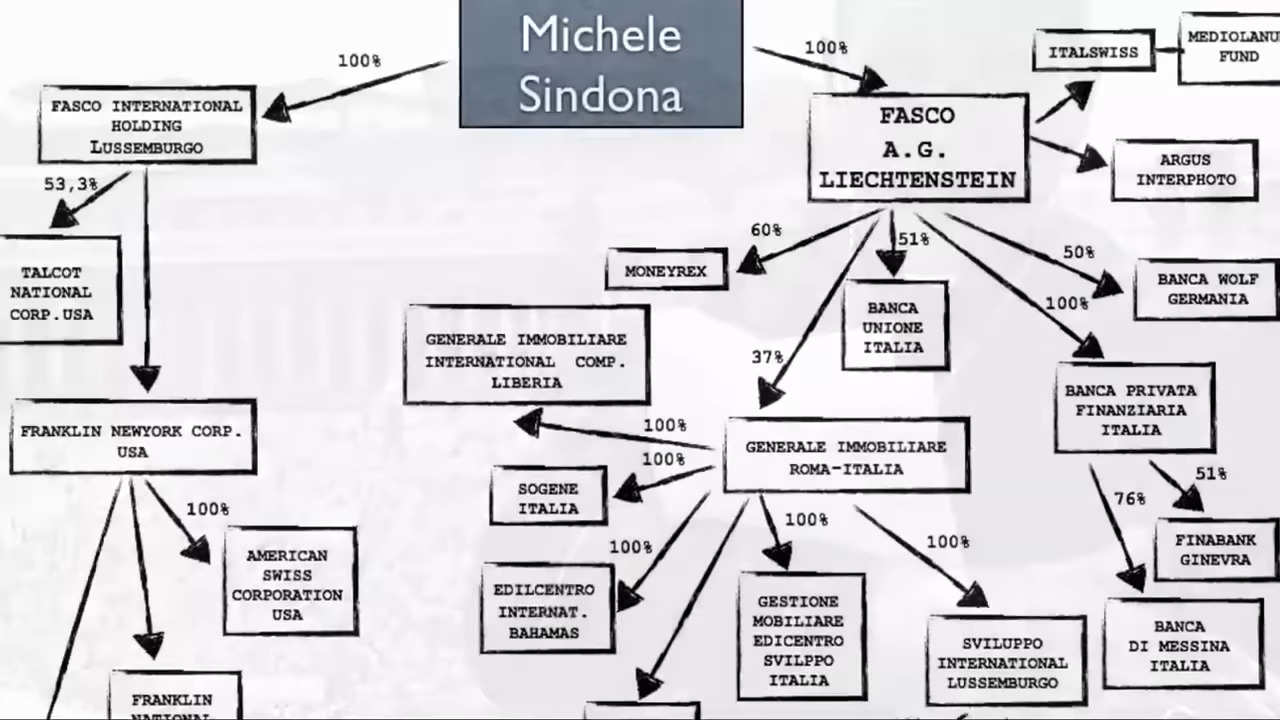 Michele
Sindona
100%
100%
ITALSWISS
FUND
FASCO INTERNATIONAL
HOLDING
LUSSEMBURGO
FASCO
A.G.
LIECHTENSTEIN
ARGUS
INTERPHOTO
53,3%
60%
51%
50%
100%
37%
TALCOT
NATIONAL
CORP.USA
MONEYREX
BANCA
UNIONE
ITALIA
BANCA WOLF
GERMANIA
GENERALE IMMOBILIARE
INTERNATIONAL COMP.
LIBERIA
BANCA PRIVATA
FINANZIARIA
ITALIA
FRANKLIN NEWYORK CORP.
USA
100%
100%
GENERALE IMMOBILIARE
ROMA-ITALIA
SOGENE
ITALIA
51%
76%
100%
100%
100%
100%
FINABANK
GINEVRA
AMERICAN
SWISS
CORPORATION
USA
EDILCENTRO
INTERNAT.
BAHAMAS
GESTIONE
MOBILIARE
EDICENTRO
SVILPPO
ITALIA
SVILUPPO
INTERNATIONAL
LUSSEMBURGO
BANCA
DI MESSINA
ITALIA
FRANKLIN
NATIONAL